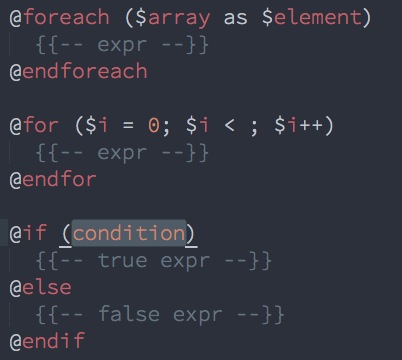 @foreach ($array as $element)
{{-- expr --}}
@endforeach
@for ($i = 0; $i < ; $i++)
{{-- expr --}}
@endfor
@if (condition)
{{-- true expr --}}
@else
{{-- false expr --}}
@endif